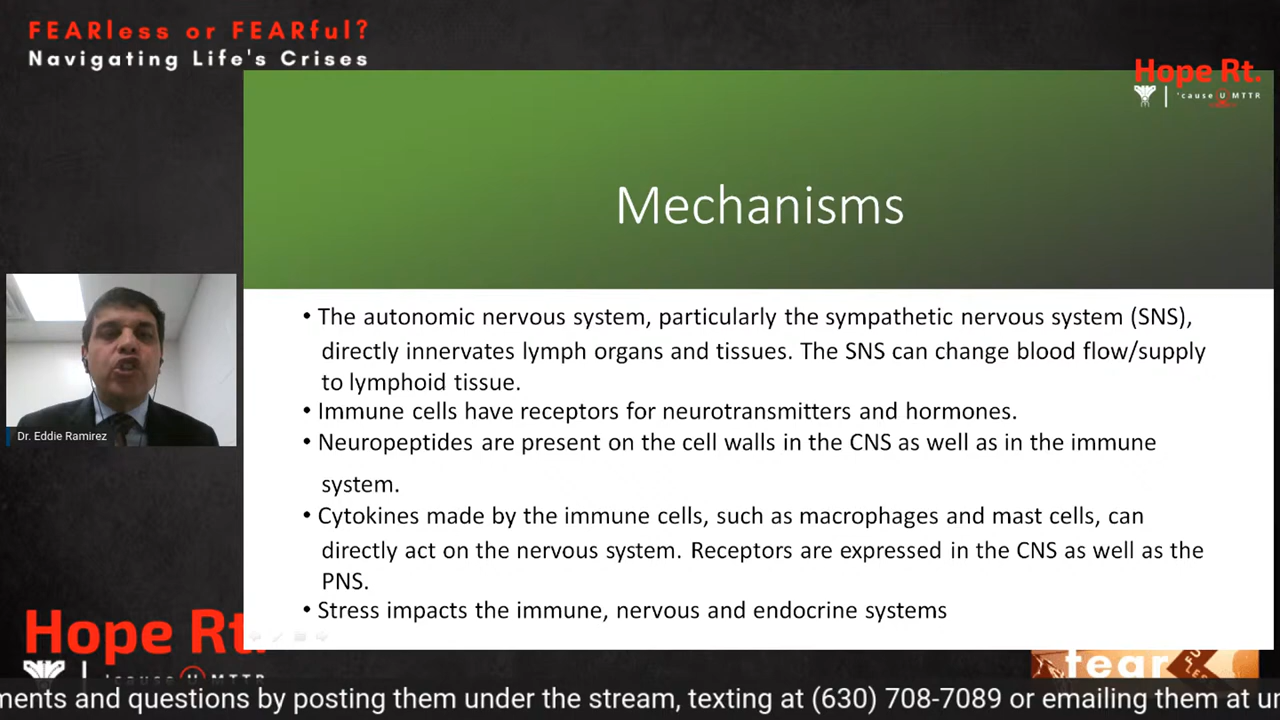 FEARless or FEARful?
Navigating Life's Crises
Hope Rt.
'cause U MTTR
Mechanisms
• The autonomic nervous system, particularly the sympathetic nervous system (SNS),
directly innervates lymph organs and tissues. The SNS can change blood flow/supply
to lymphoid tissue.
• Immune cells have receptors for neurotransmitters and hormones.
• Neuropeptides are present on the cell walls in the CNS as well as in the immune
system.
• Cytokines made by the immune cells, such as macrophages and mast cells, can
directly act on the nervous system. Receptors are expressed in the CNS as well as the
PNS.
• Stress impacts the immune, nervous and endocrine systems
Dr. Eddie Ramirez
Hope Rt.
'cause U MTTR
fear
ments and questions by posting them under the stream, texting at (630) 708-7089 or emailing them at